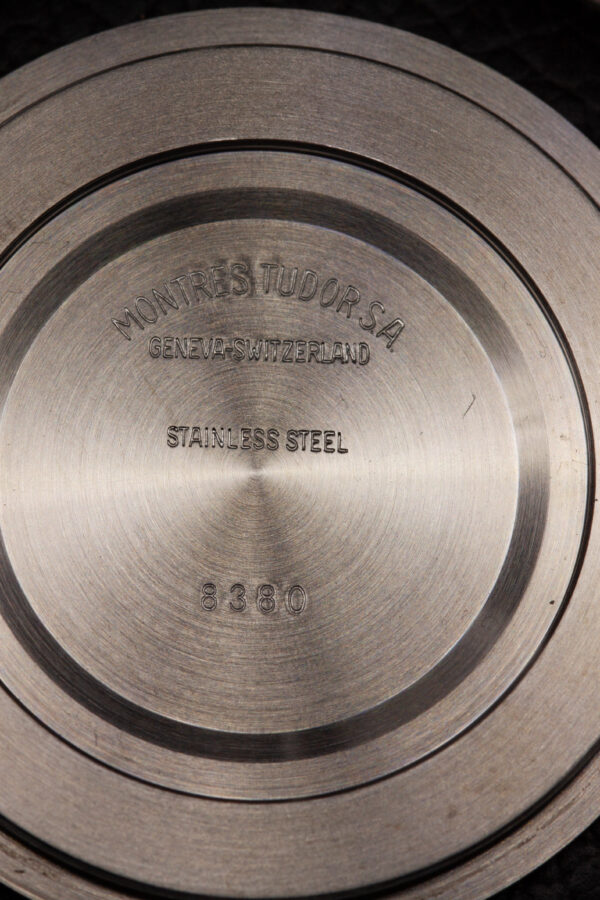 MONTRES TUDOR S.A.
GENEVA-SWITZERLAND
STAINLESS STEEL
8380